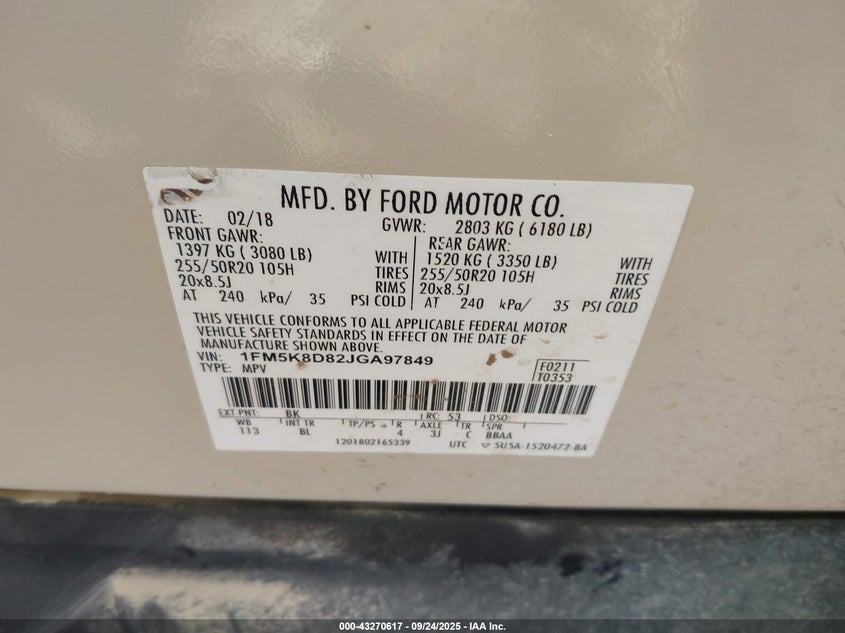 MFD. BY FORD MOTOR CO.
DATE: 02/18 GVWR: 2803 KG ( 6180 LB)
FRONT GAWR: REAR GAWR:
1397 KG ( 3080 LB) WITH 1520 KG ( 3350 LB) WITH
255/50R20 105H TIRES 255/50R20 105H TIRES
20x8.5J RIMS 20x8.5J RIMS
AT 240 kPa/ 35 PSI COLD AT 240 kPa/ 35 PSI COLD
THIS VEHICLE CONFORMS TO ALL APPLICABLE FEDERAL MOTOR
VEHICLE SAFETY STANDARDS IN EFFECT ON THE DATE OF
MANUFACTURE SHOWN ABOVE.
VIN: 1FM5K8D82JGA97849 F0211
TYPE: MPV T0353
EXT PNT: BK RC: 53 DSO:
WB INT TR TP/PS R AXLE TR SPR
113 BL 4 3J C BBAA
1201802165339 UTC 5U5A-1520472-BA
000-43270617 - 09/24/2025 - IAA Inc.